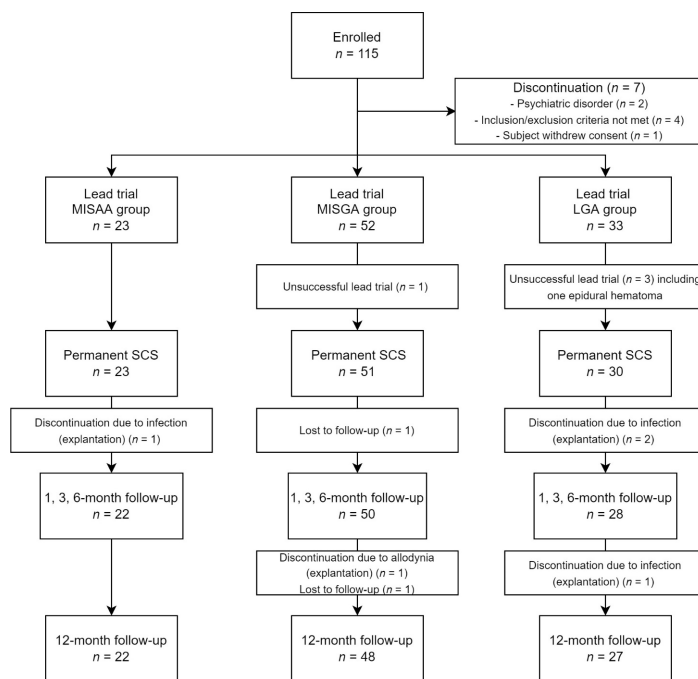 Enrolled
n = 115
Discontinuation (n = 7)
- Psychiatric disorder (n = 2)
- Inclusion/exclusion criteria not met (n = 4)
- Subject withdrew consent (n = 1)
Lead trial
MISAA group
n = 23
Lead trial
MISGA group
n = 52
Lead trial
LGA group
n = 33
Unsuccessful lead trial (n = 1)
Unsuccessful lead trial (n = 3) including
one epidural hematoma
Permanent SCS
n = 23
Permanent SCS
n = 51
Permanent SCS
n = 30
Discontinuation due to infection
(explantation) (n = 1)
Lost to follow-up (n = 1)
Discontinuation due to infection
(explantation) (n = 2)
1, 3, 6-month follow-up
n = 22
1, 3, 6-month follow-up
n = 50
1, 3, 6-month follow-up
n = 28
Discontinuation due to allodynia
(explantation) (n = 1)
Lost to follow-up (n = 1)
Discontinuation due to infection
(explantation) (n = 1)
12-month follow-up
n = 22
12-month follow-up
n = 48
12-month follow-up
n = 27